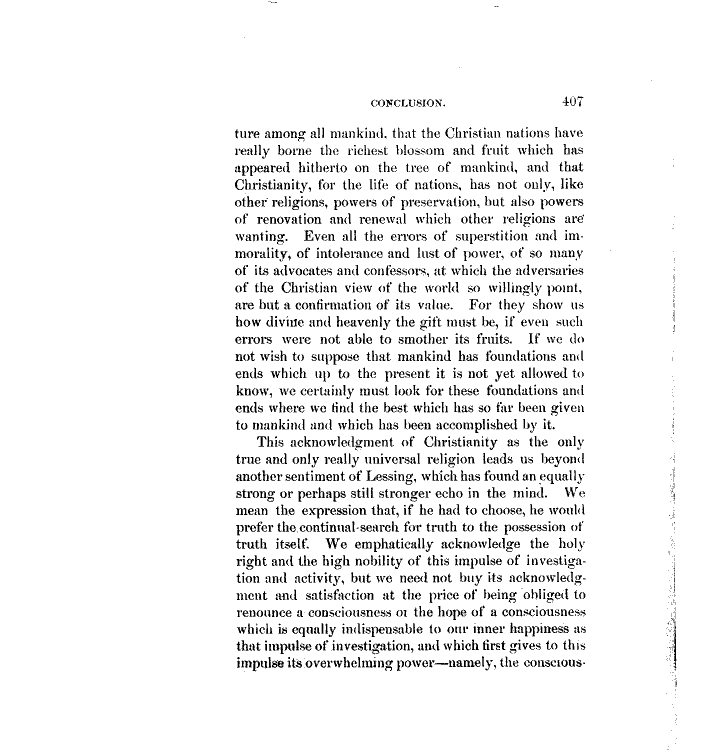 CONCLUSION. 407
ture among all mankind, that the Christian nations have
really borne the richest blossom and fruit which has
appeared hitherto on the tree of mankind, and that
Christianity, for the life of nations, has not only, like
other religions, powers of preservation, but also powers
of renovation and renewal which other religions are
wanting. Even all the errors of superstition and im-
morality, of intolerance and lust of power, of so many
of its advocates and confessors, at which the adversaries
of the Christian view of the world so willingly point,
are but a confirmation of its value. For they show us
how divine and heavenly the gift must be, if even such
errors were not able to smother its fruits. If we do
not wish to suppose that mankind has foundations and
ends which up to the present it is not yet allowed to
know, we certainly must look for these foundations and
ends where we find the best which has so far been given
to mankind and which has been accomplished by it.
This acknowledgment of Christianity as the only
true and only really universal religion leads us beyond
another sentiment of Lessing, which has found an equally
strong or perhaps still stronger echo in the mind. We
mean the expression that, if he had to choose, he would
prefer the continual search for truth to the possession of
truth itself. We emphatically acknowledge the holy
right and the high nobility of this impulse of investiga-
tion and activity, but we need not buy its acknowledg-
ment and satisfaction at the price of being obliged to
renounce a consciousness or the hope of a consciousness
which is equally indispensable to our inner happiness as
that impulse of investigation, and which first gives to this
impulse its overwhelming power—namely, the conscious-